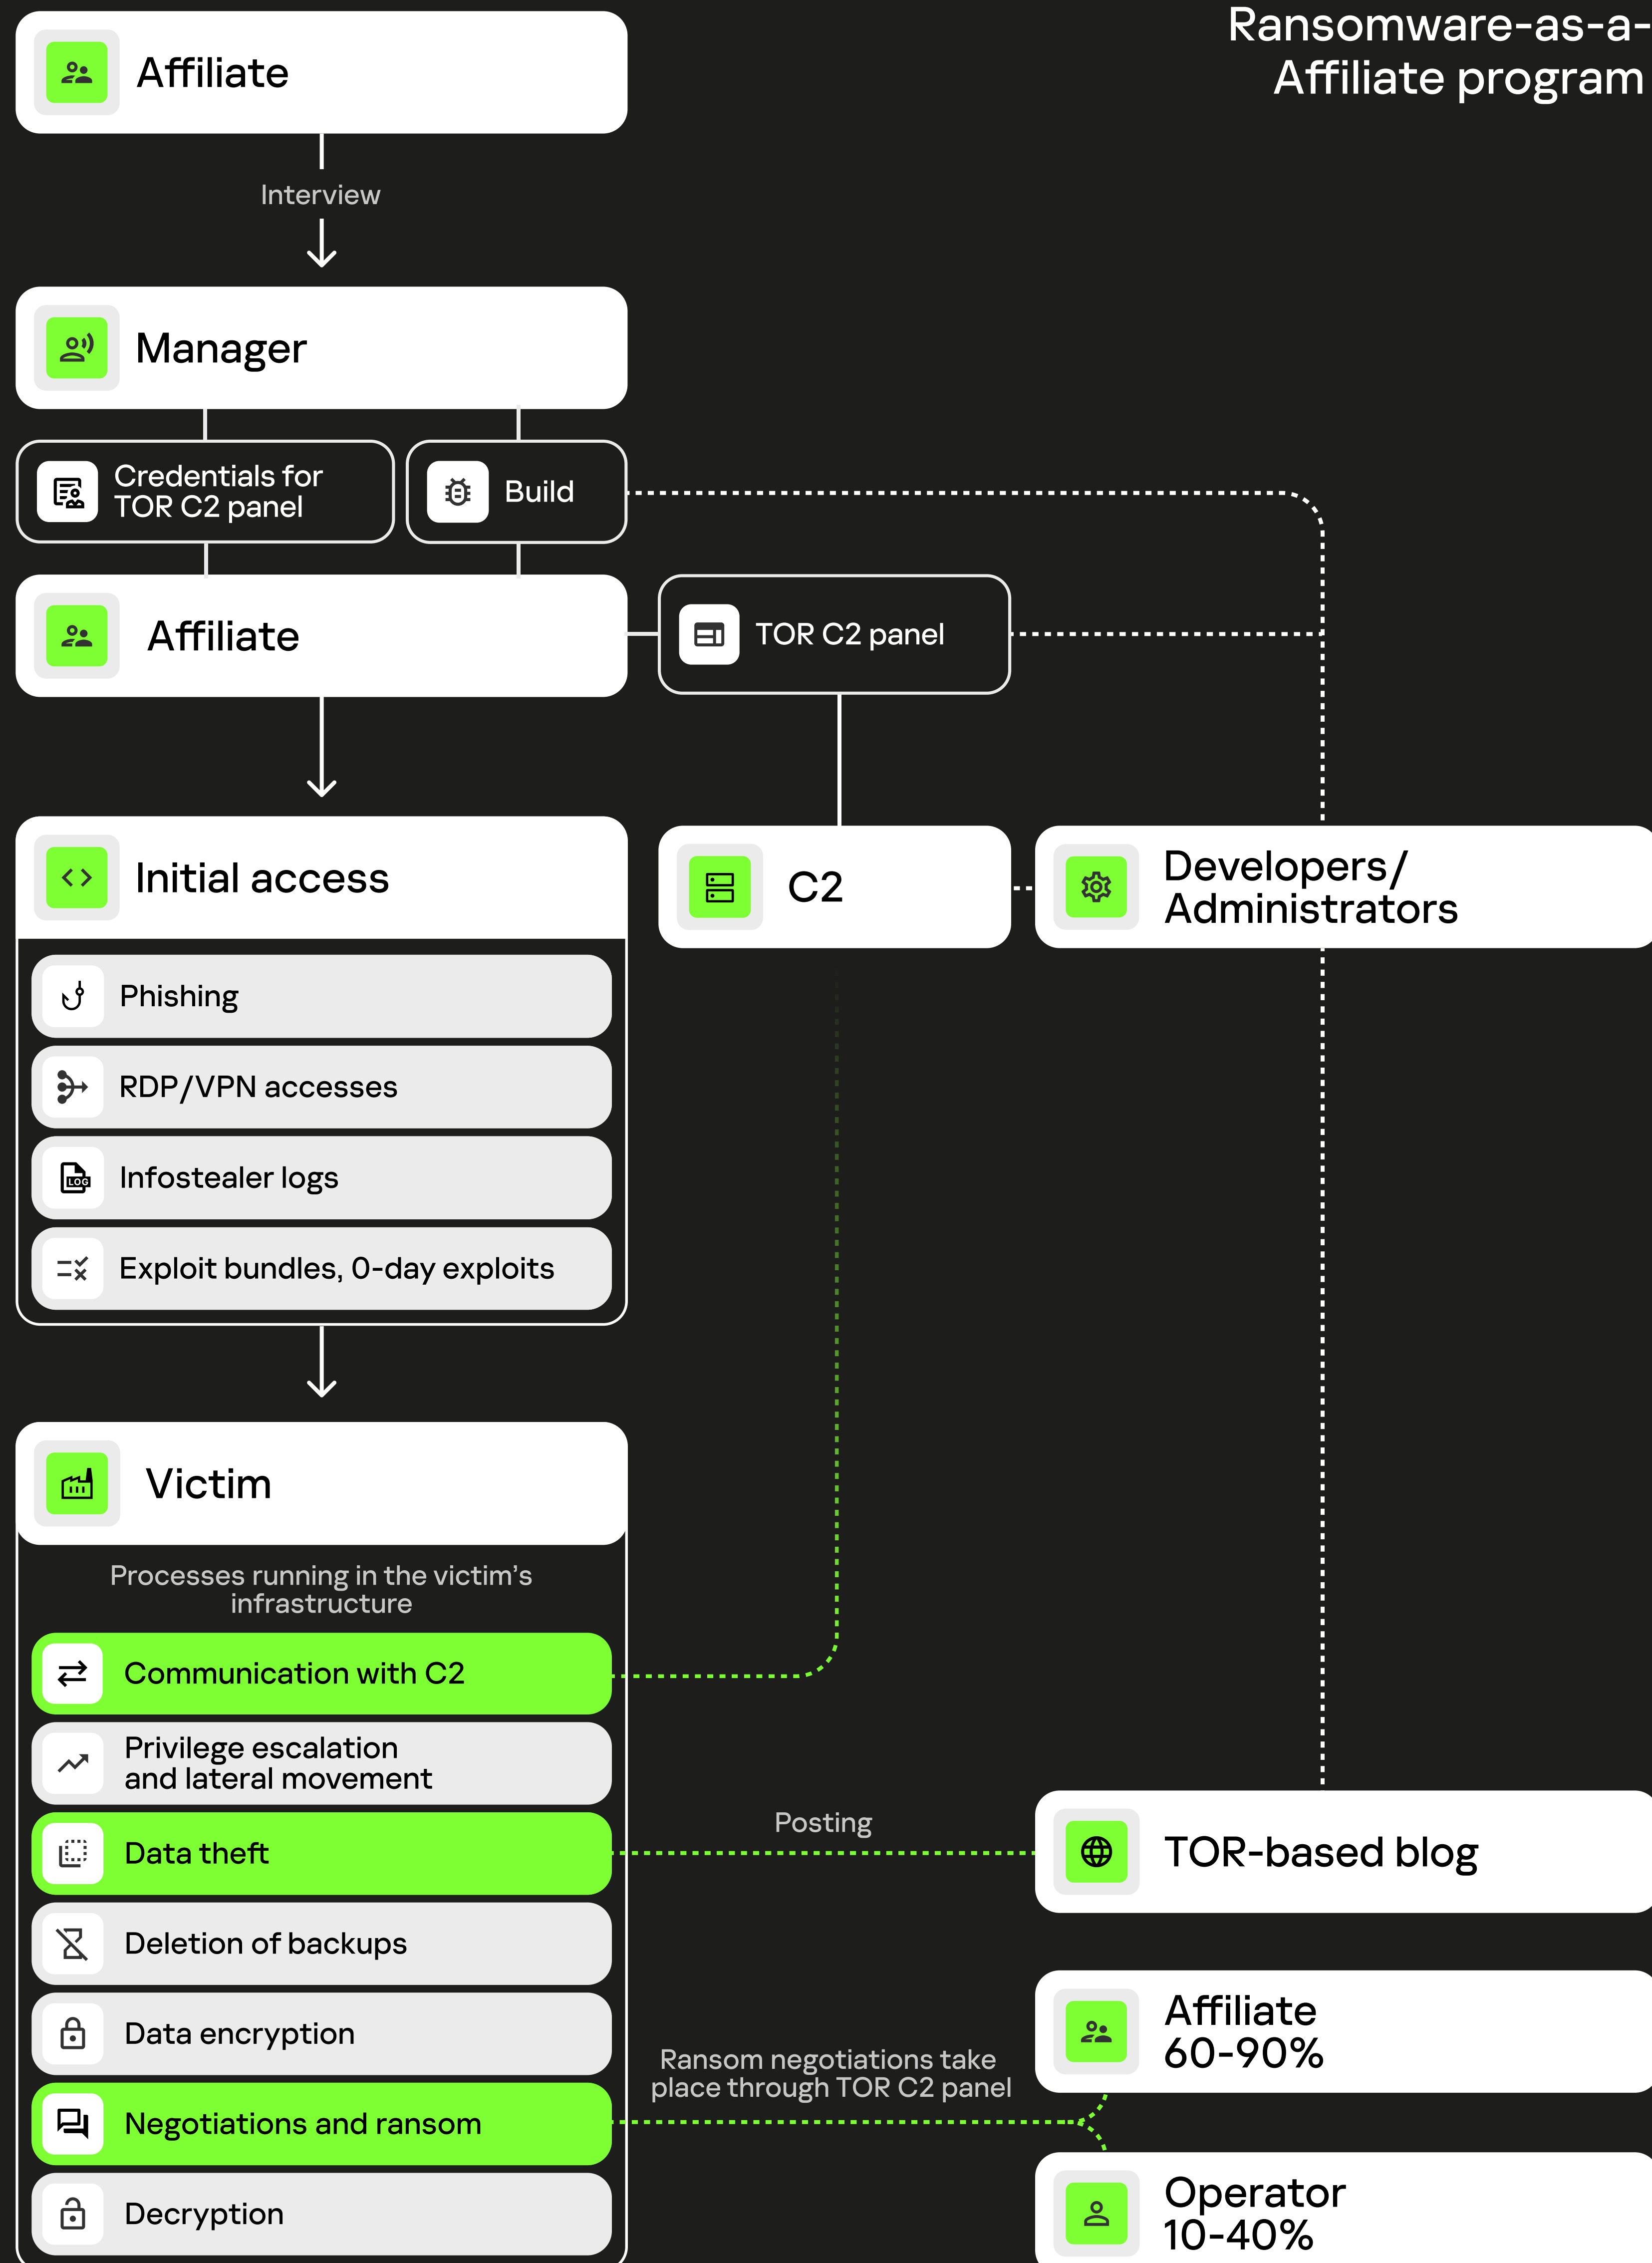 Ransomware-as-a-
Affiliate program
Affiliate
Interview
Manager
Credentials for
TOR C2 panel
Build
Affiliate
TOR C2 panel
Initial access
C2
Developers/
Administrators
Phishing
RDP/VPN accesses
LOG
Infostealer logs
Exploit bundles, 0-day exploits
Victim
Processes running in the victim’s
infrastructure
Communication with C2
Privilege escalation
and lateral movement
Data theft
Posting
TOR-based blog
Deletion of backups
Data encryption
Ransom negotiations take
place through TOR C2 panel
Affiliate
60-90%
Negotiations and ransom
Decryption
Operator
10-40%